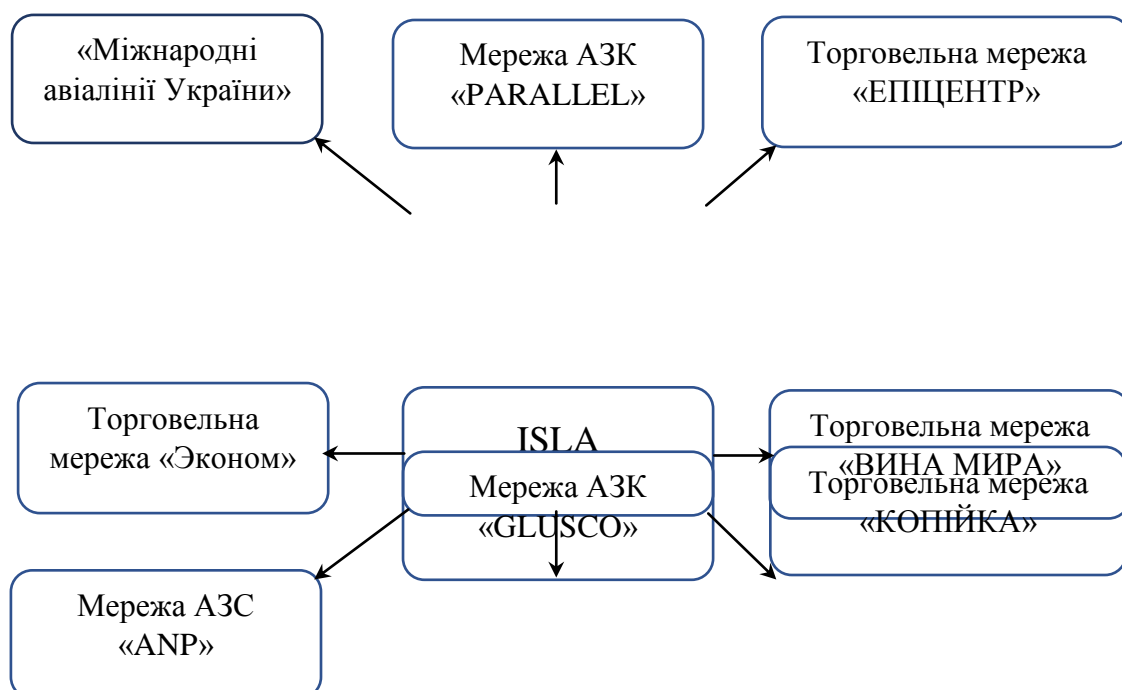 «Міжнародні
авіалінії України»
Мережа АЗК
«PARALLEL»
Торговельна мережа
«ЕПІЦЕНТР»
Торговельна
мережа «Эконом»
ISLA
Мережа АЗК
«GLUSCO»
Торговельна мережа
«ВИНА МИРА»
Торговельна мережа
«КОПІЙКА»
Мережа АЗС
«ANP»